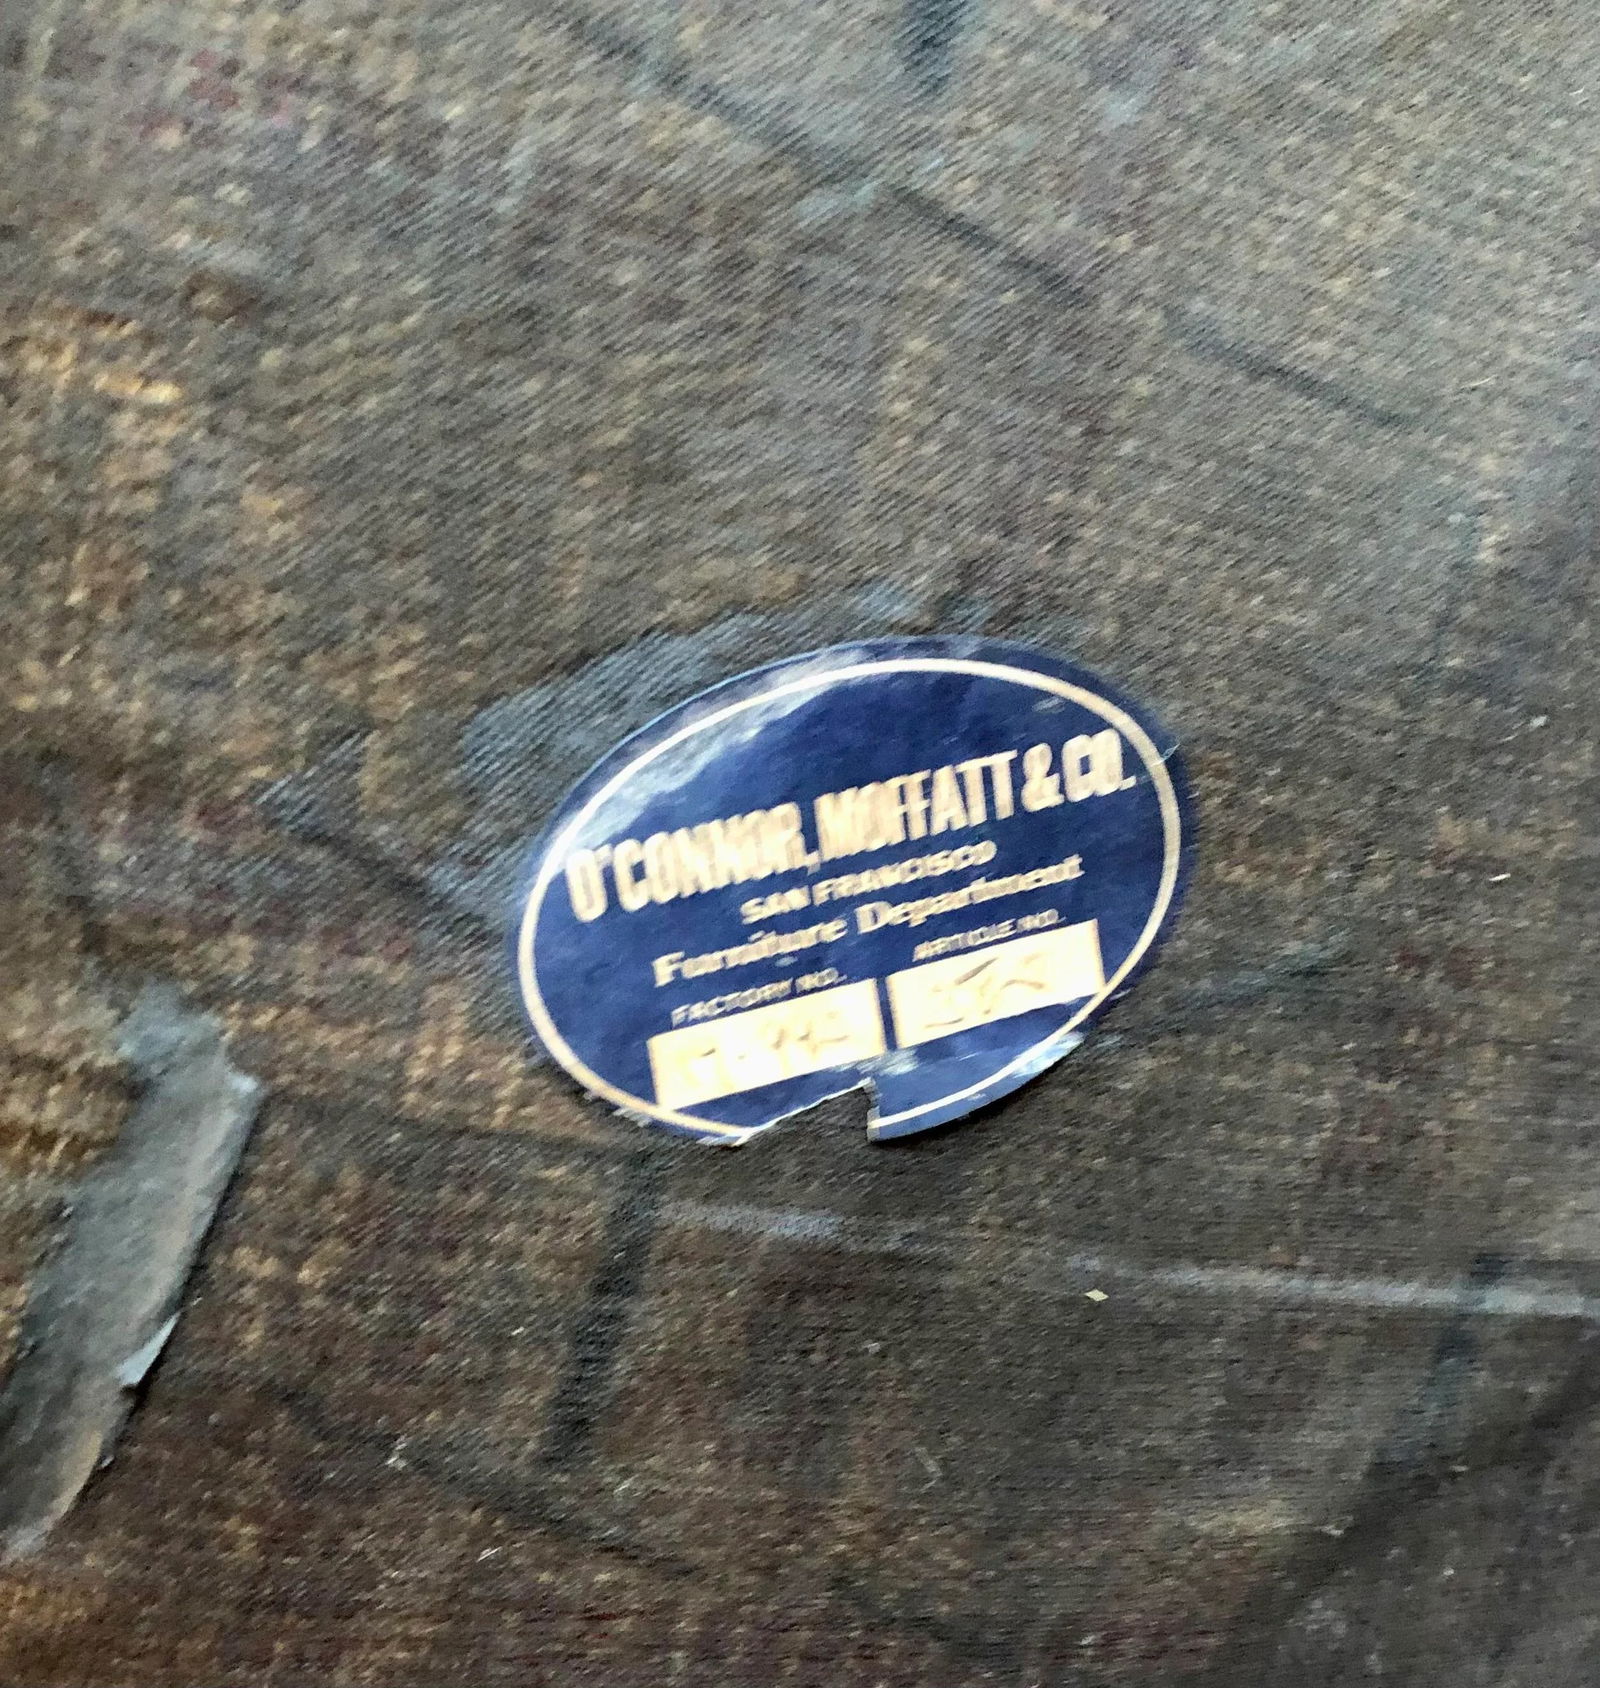 O'CONNOR, MOFFATT & CO.
SAN FRANCISCO
Furniture Department
FACTORY NO. ARTICLE NO.